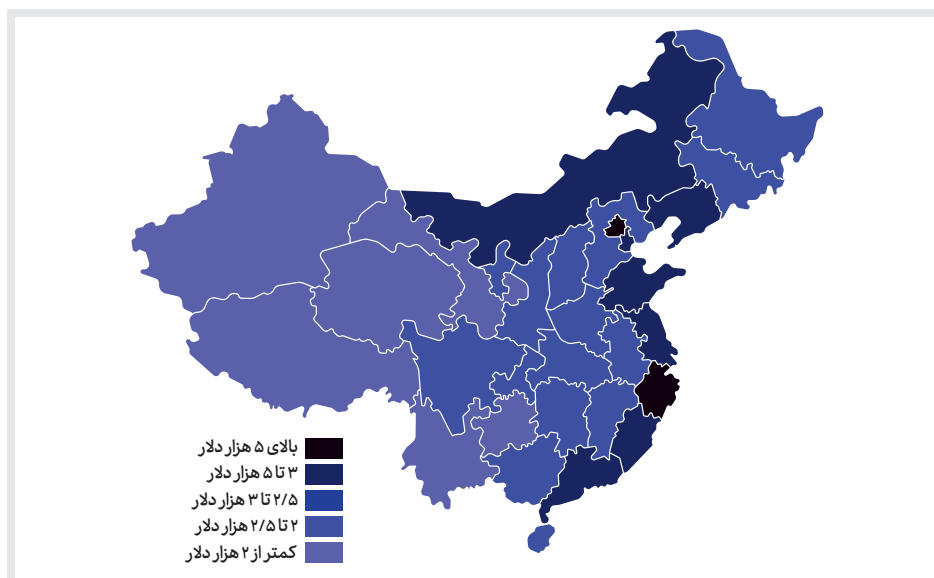 بالای ۵ هزار دلار
۳ تا ۵ هزار دلار
۲/۵ تا ۳ هزار دلار
۲ تا ۲/۵ هزار دلار
کمتر از ۲ هزار دلار